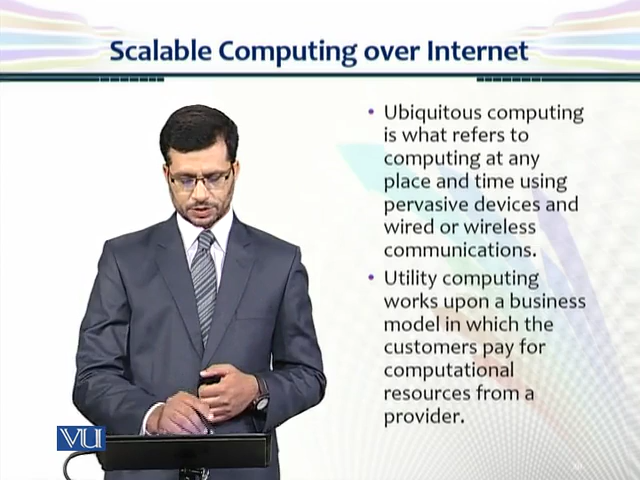 Scalable Computing over Internet
• Ubiquitous computing
is what refers to
computing at any
place and time using
pervasive devices and
wired or wireless
communications.
• Utility computing
works upon a business
model in which the
customers pay for
computational
resources from a
provider.
VU